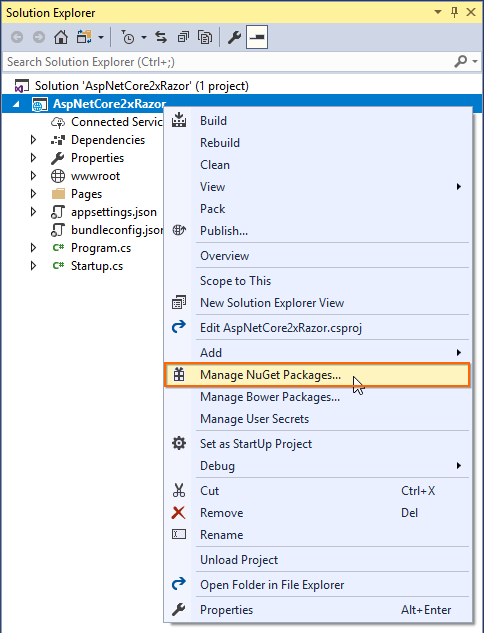 Solution Explorer
Search Solution Explorer (Ctrl+;)
Solution 'AspNetCore2xRazor' (1 project)
AspNetCore2xRazor
Connected Servic
Dependencies
Properties
wwwroot
Pages
appsettings.json
bundleconfig.json
C# Program.cs
C# Startup.cs
Build
Rebuild
Clean
View
Pack
Publish...
Overview
Scope to This
New Solution Explorer View
Edit AspNetCore2xRazor.csproj
Add
Manage NuGet Packages...
Manage Bower Packages...
Manage User Secrets
Set as StartUp Project
Debug
Cut Ctrl+X
Remove Del
Rename
Unload Project
Open Folder in File Explorer
Properties Alt+Enter